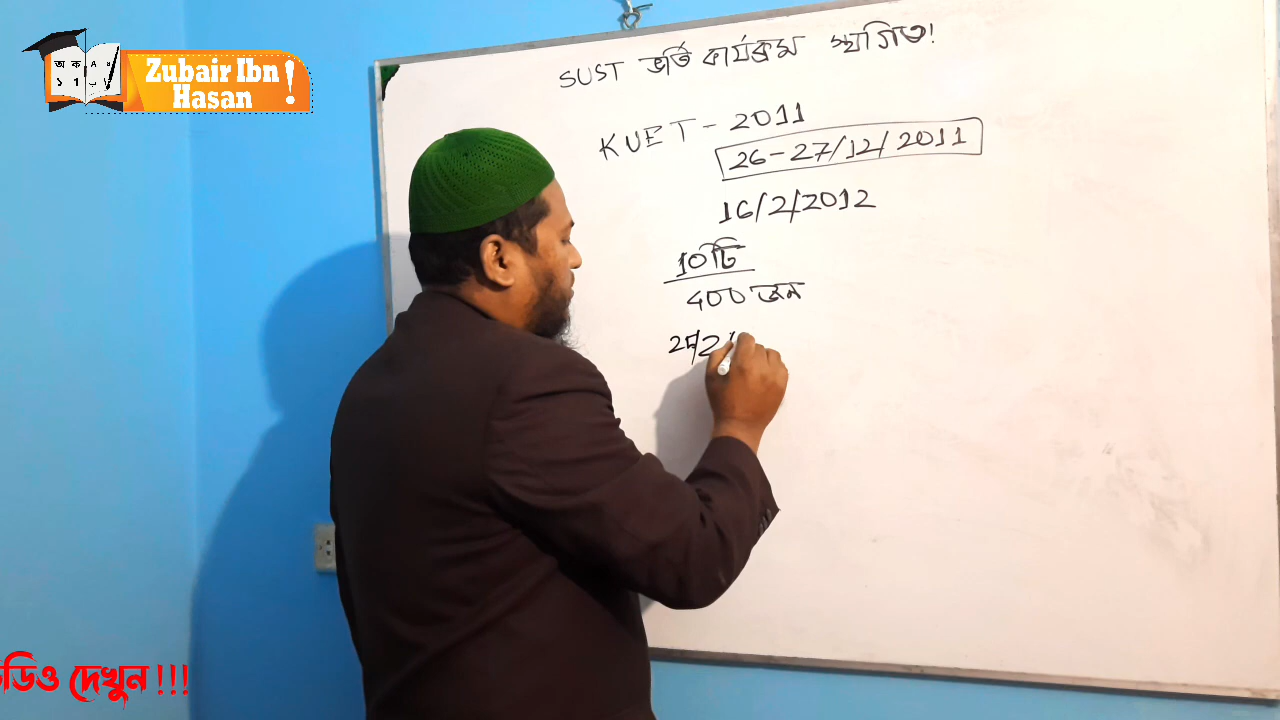 Zubair Ibn
Hasan !
SUST ভর্তি কার্যক্রম স্থগিত!
KUET - 2011
26-27/12/2011
16/2/2012
10টি
400 জন
ডিও দেখুন !!!